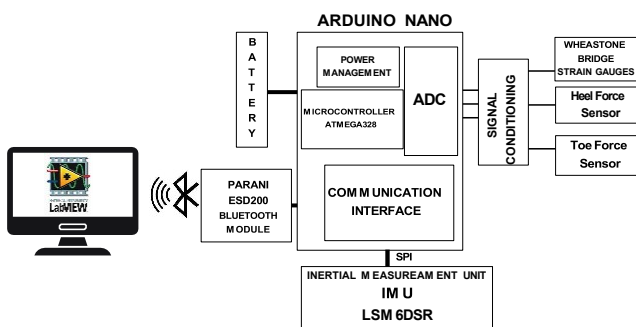 ARDUINO NANO
BATTERY
POWER
MANAGEMENT
MICROCONTROLLER
ATMEGA328
ADC
SIGNAL
CONDITIONING
WHEASTONE
BRIDGE
STRAIN GAUGES
Heel Force
Sensor
Toe Force
Sensor
LabVIEW
PARANI
ESD200
BLUETOOTH
MODULE
COMMUNICATION
INTERFACE
SPI
INERTIAL MEASUREAMENT UNIT
IMU
LSM6DSR